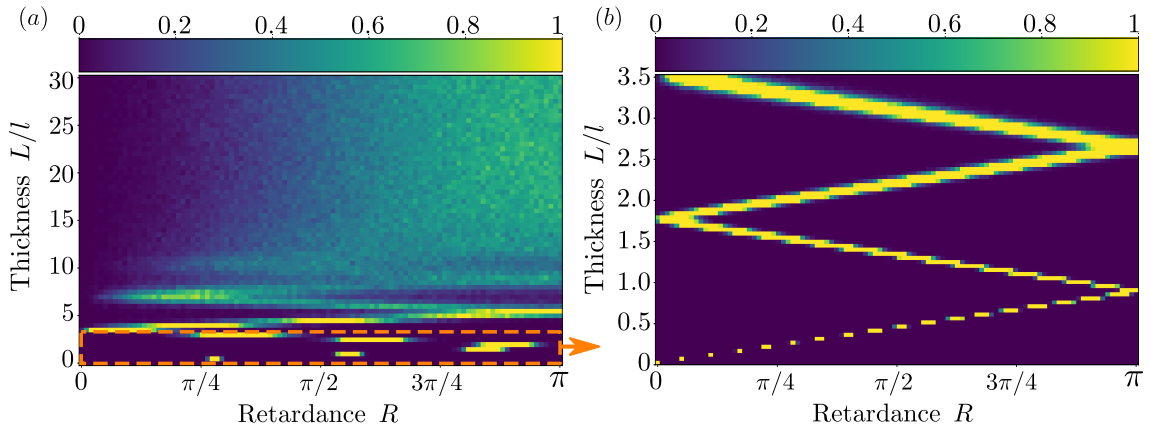 (a)
0 0.2 0.4 0.6 0.8 1
30
25
20
15
10
5
0
Thickness L/l
0 π/4 π/2 3π/4 π
Retardance R
(b)
0 0.2 0.4 0.6 0.8 1
3.5
3.0
2.5
2.0
1.5
1.0
0.5
0
Thickness L/l
0 π/4 π/2 3π/4 π
Retardance R